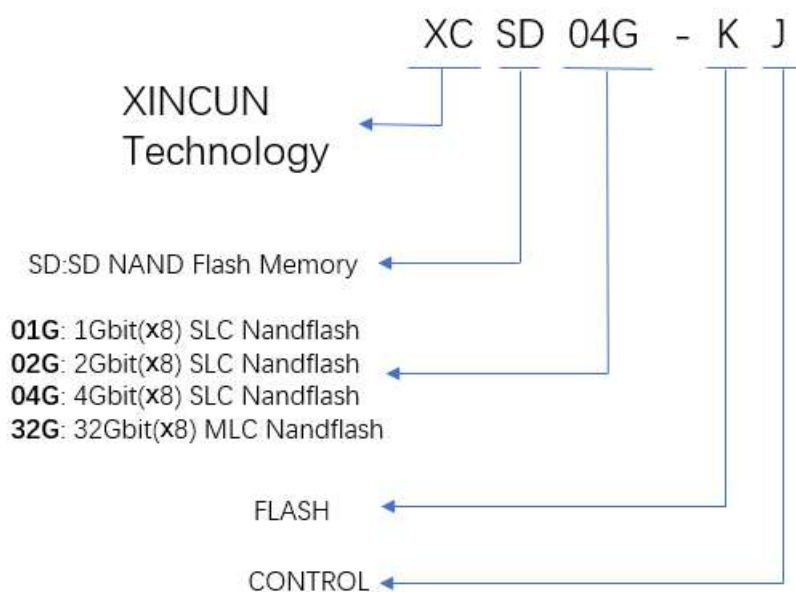 XC SD 04G - K J
XINCUN
Technology
SD:SD NAND Flash Memory
01G: 1Gbit(x8) SLC Nandflash
02G: 2Gbit(x8) SLC Nandflash
04G: 4Gbit(x8) SLC Nandflash
32G: 32Gbit(x8) MLC Nandflash
FLASH
CONTROL